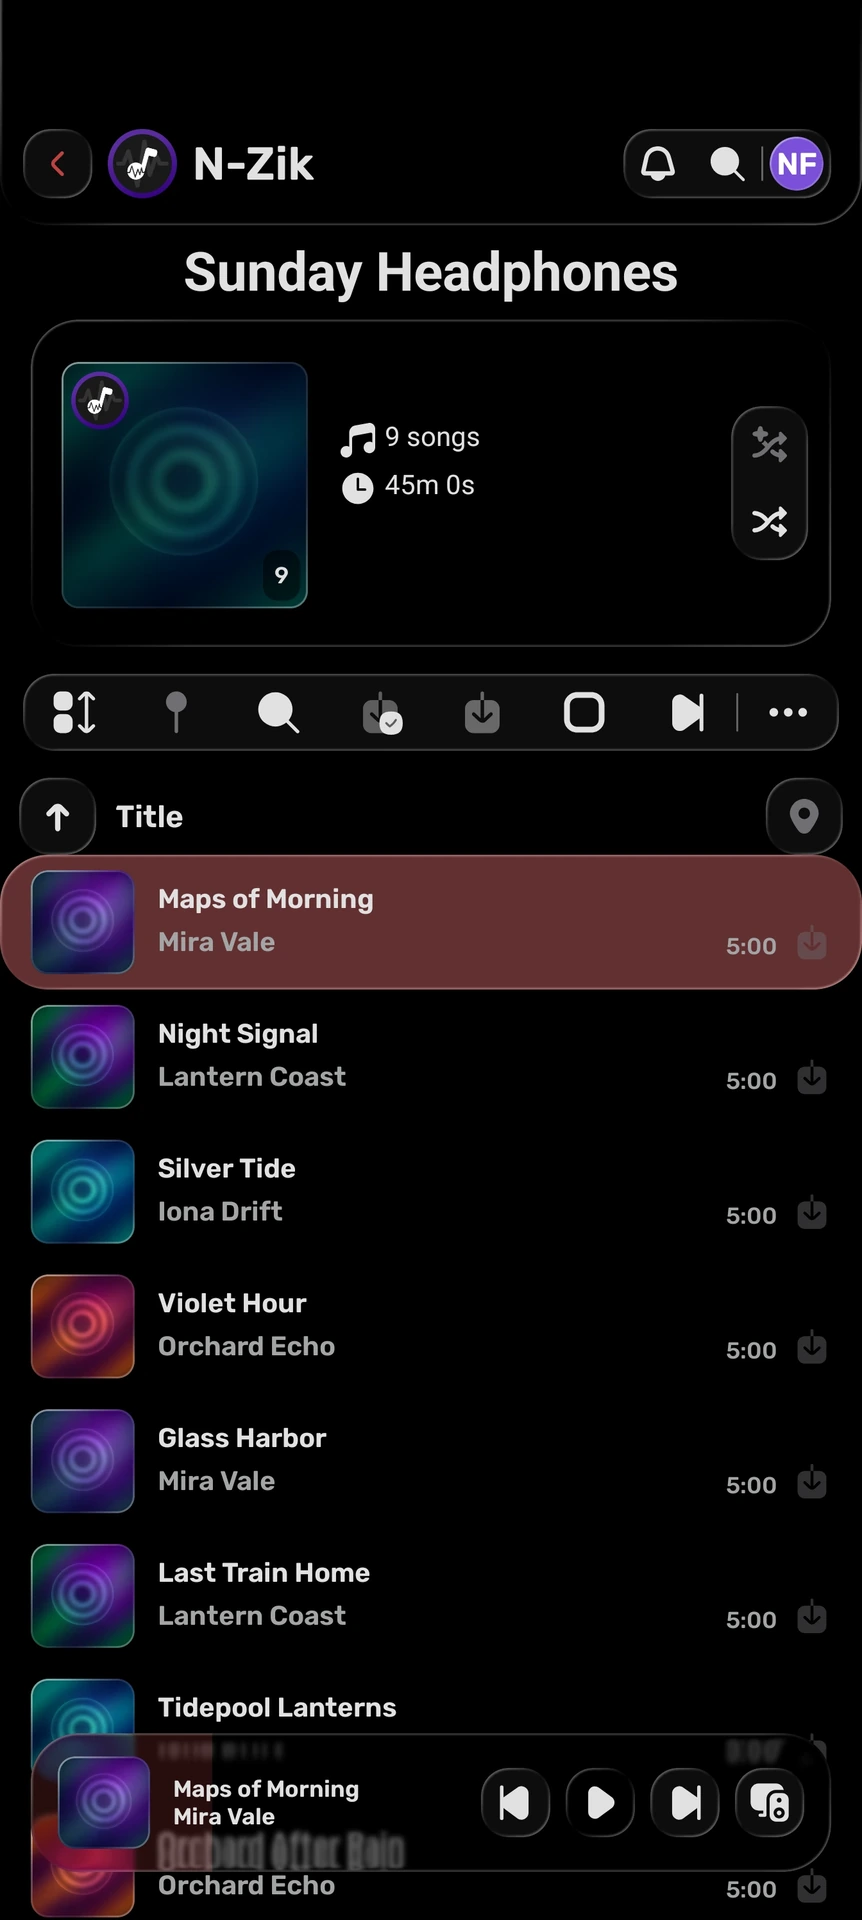 N-Zik
NF
Sunday Headphones
9 songs
45m 0s
9
Title
Maps of Morning
Mira Vale
5:00
Night Signal
Lantern Coast
5:00
Silver Tide
Iona Drift
5:00
Violet Hour
Orchard Echo
5:00
Glass Harbor
Mira Vale
5:00
Last Train Home
Lantern Coast
5:00
Tidepool Lanterns
Maps of Morning
Mira Vale
Orchard Echo
5:00